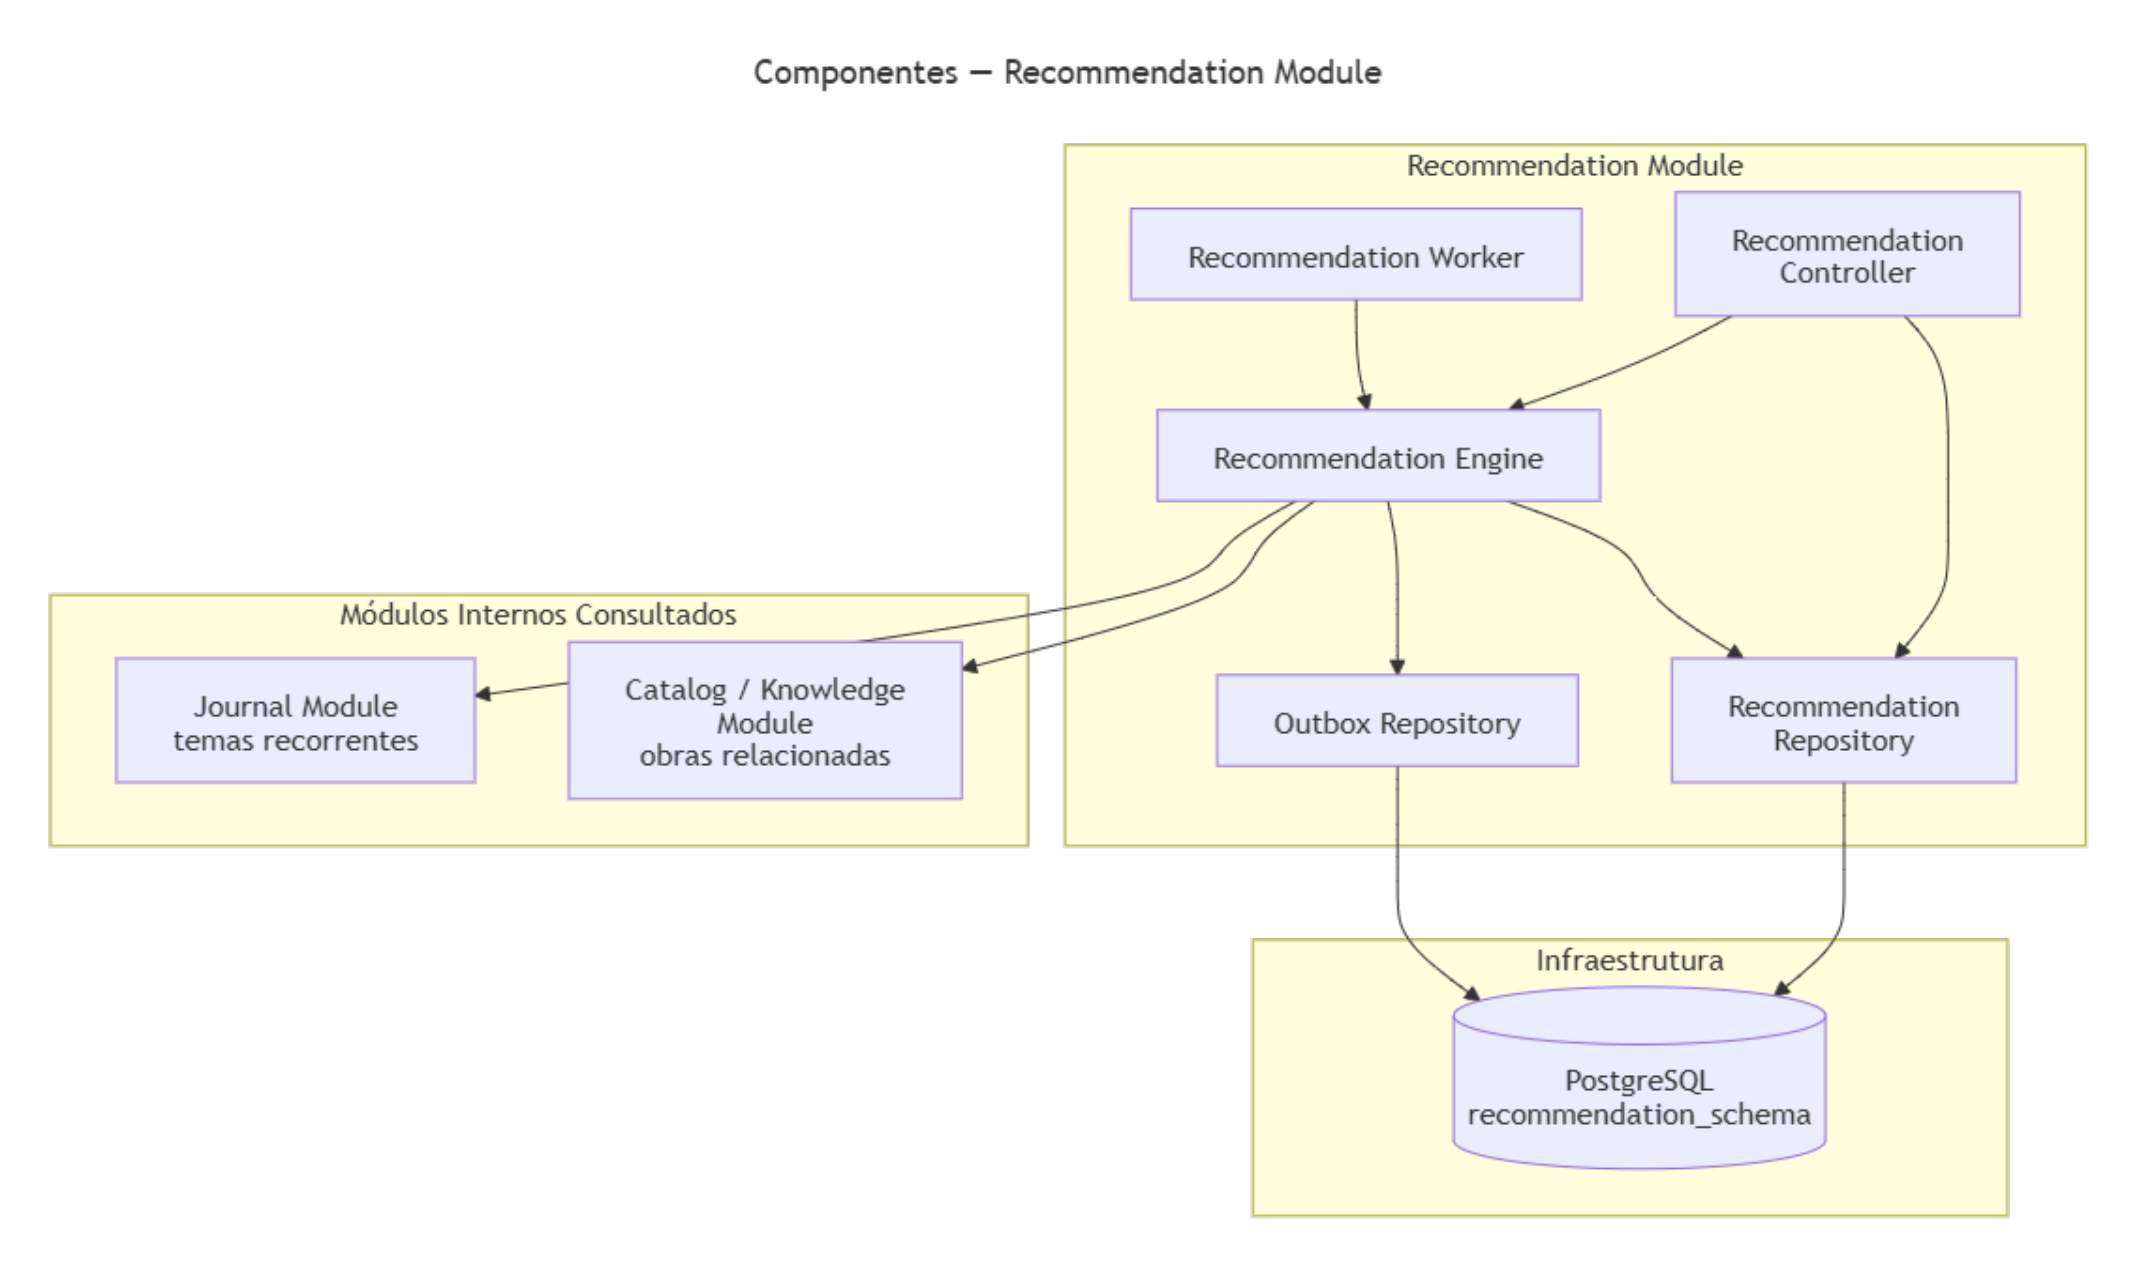 Componentes — Recommendation Module
Recommendation Module
Recommendation Worker
Recommendation
Controller
Recommendation Engine
Módulos Internos Consultados
Journal Module
temas recorrentes
Catalog / Knowledge
Module
obras relacionadas
Outbox Repository
Recommendation
Repository
Infraestrutura
PostgreSQL
recommendation_schema